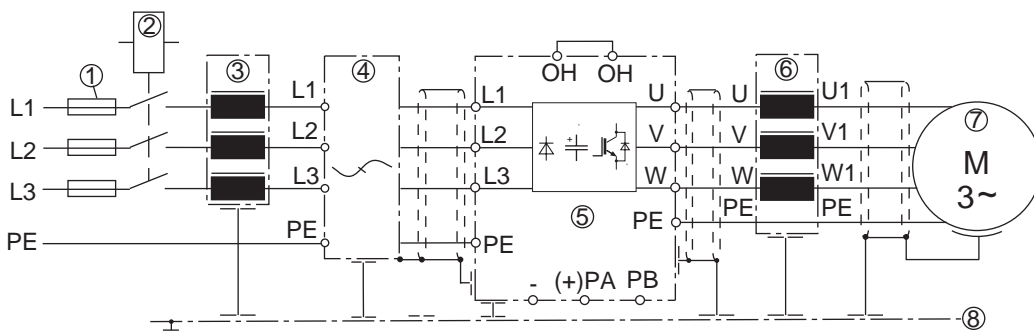 ②
OH OH
① ③ ④ ⑥
L1 L1 L1 U U U1 ⑦
L2 L2 L2 V V V1 M
L3 L3 L3 W W W1 3~
⑤
PE PE PE PE PE PE
- (+)PA PB
⑧